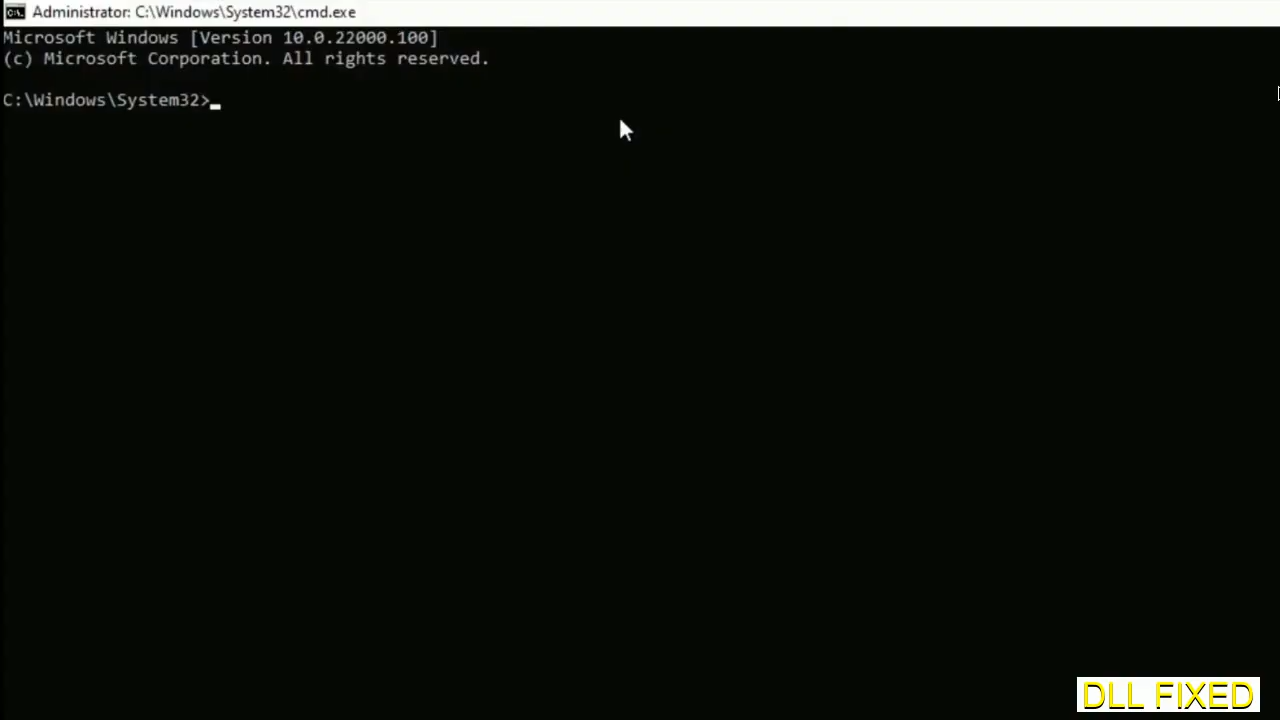 Administrator: C:\Windows\System32\cmd.exe
Microsoft Windows [Version 10.0.22000.100]
(c) Microsoft Corporation. All rights reserved.
C:\Windows\System32>
DLL FIXED